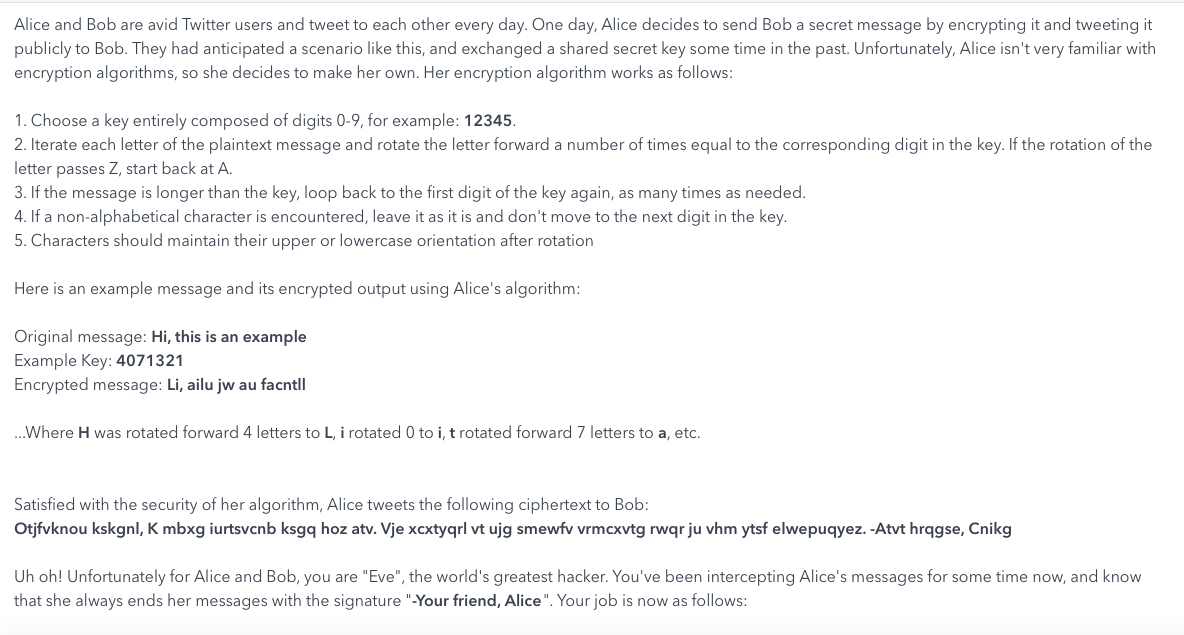 Alice and Bob are avid Twitter users and tweet to each other every day. One day, Alice decides to send Bob a secret message by encrypting it and tweeting it
publicly to Bob. They had anticipated a scenario like this, and exchanged a shared secret key some time in the past. Unfortunately, Alice isn't very familiar with
encryption algorithms, so she decides to make her own. Her encryption algorithm works as follows:
1. Choose a key entirely composed of digits 0-9, for example: 12345.
2. Iterate each letter of the plaintext message and rotate the letter forward a number of times equal to the corresponding digit in the key. If the rotation of the
letter passes Z, start back at A.
3. If the message is longer than the key, loop back to the first digit of the key again, as many times as needed.
4. If a non-alphabetical character is encountered, leave it as it is and don't move to the next digit in the key.
5. Characters should maintain their upper or lowercase orientation after rotation
Here is an example message and its encrypted output using Alice's algorithm:
Original message: Hi, this is an example
Example Key: 4071321
Encrypted message: Li, ailu jw au facntll
...Where H was rotated forward 4 letters to L, i rotated 0 to i, t rotated forward 7 letters to a, etc.
Satisfied with the security of her algorithm, Alice tweets the following ciphertext to Bob:
Otjfvknou kskgnl, K mbxg iurtsvcnb ksgq hoz atv. Vje xcxtyqrl vt ujg smewfv vrmcxvtg rwqr ju vhm ytsf elwepuqyez. -Atvt hrqgse, Cnikg
Uh oh! Unfortunately for Alice and Bob, you are "Eve", the world's greatest hacker. You've been intercepting Alice's messages for some time now, and know
that she always ends her messages with the signature "-Your friend, Alice". Your job is now as follows: